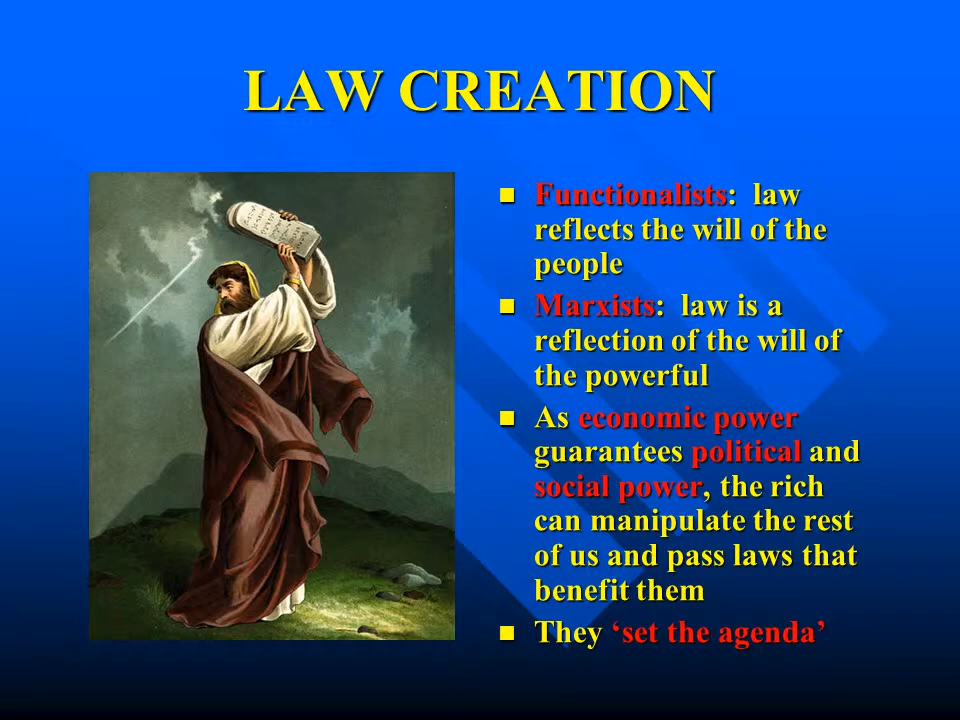 LAW CREATION
Functionalists: law
reflects the will of the
people
Marxists: law is a
reflection of the will of
the powerful
As economic power
guarantees political and
social power, the rich
can manipulate the rest
of us and pass laws that
benefit them
They ‘set the agenda’